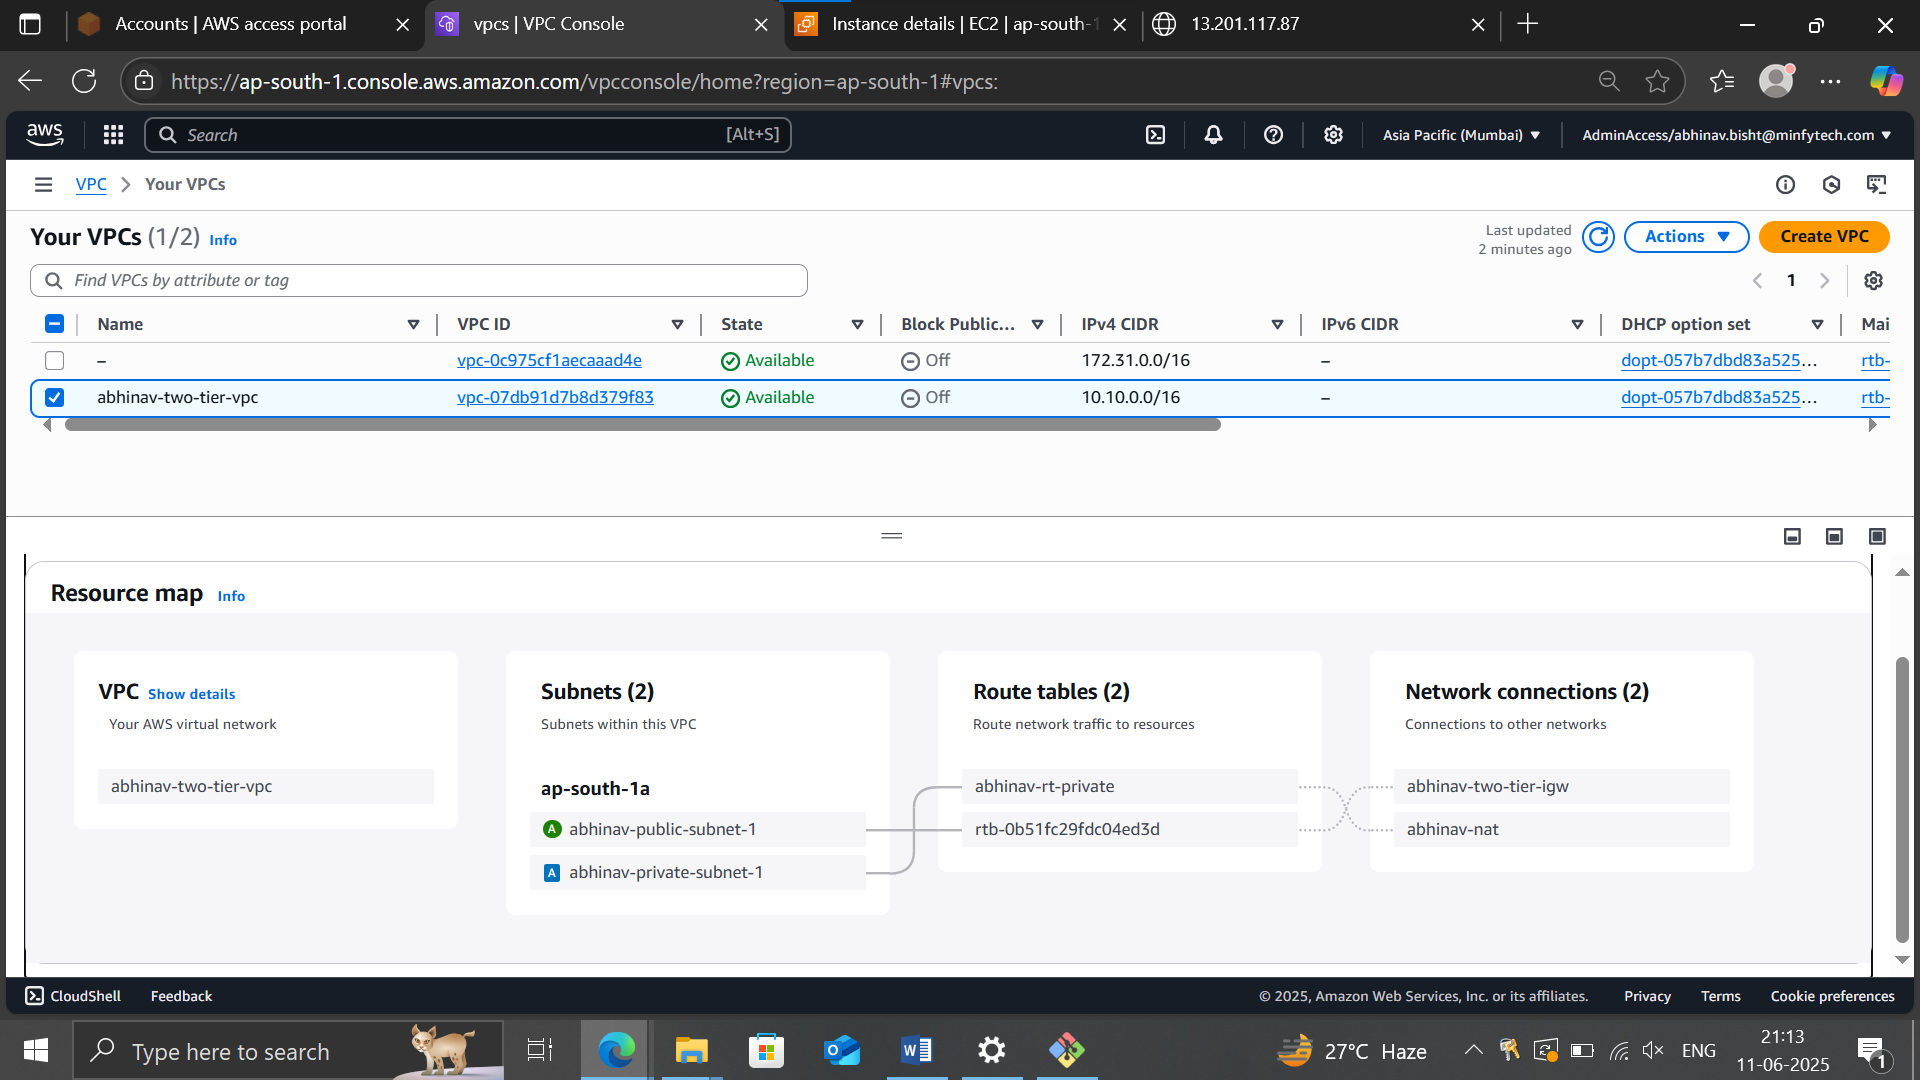 Accounts | AWS access portal
vpcs | VPC Console
Instance details | EC2 | ap-south-1
13.201.117.87
https://ap-south-1.console.aws.amazon.com/vpcconsole/home?region=ap-south-1#vpcs:
aws
Search
[Alt+S]
Asia Pacific (Mumbai)
AdminAccess/abhinav.bisht@minfytech.com
VPC
Your VPCs
Your VPCs (1/2) Info
Last updated
2 minutes ago
Actions
Create VPC
Find VPCs by attribute or tag
1
Name VPC ID State Block Public... IPv4 CIDR IPv6 CIDR DHCP option set Mai
– vpc-0c975cf1aecaaad4e Available Off 172.31.0.0/16 – dopt-057b7dbd83a525... rtb-
abhinav-two-tier-vpc vpc-07db91d7b8d379f83 Available Off 10.10.0.0/16 – dopt-057b7dbd83a525... rtb-
Resource map Info
VPC Show details
Your AWS virtual network
abhinav-two-tier-vpc
Subnets (2)
Subnets within this VPC
ap-south-1a
A abhinav-public-subnet-1
A abhinav-private-subnet-1
Route tables (2)
Route network traffic to resources
abhinav-rt-private
rtb-0b51fc29fdc04ed3d
Network connections (2)
Connections to other networks
abhinav-two-tier-igw
abhinav-nat
CloudShell
Feedback
© 2025, Amazon Web Services, Inc. or its affiliates.
Privacy
Terms
Cookie preferences
Type here to search
27°C Haze
ENG
21:13
11-06-2025
1